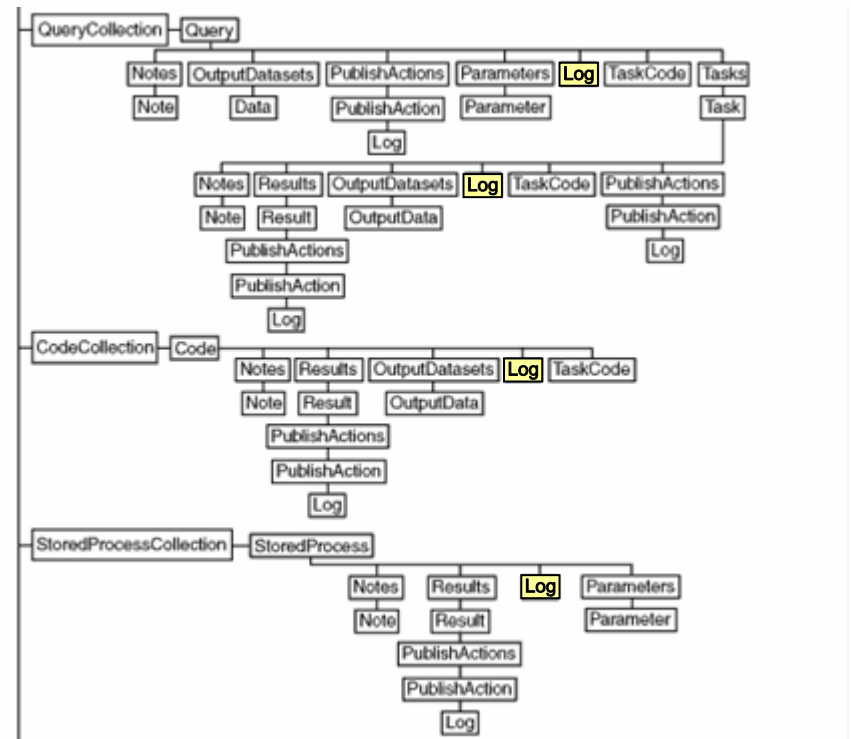 QueryCollection Query
Notes OutputDatasets PublishActions Parameters Log TaskCode Tasks
Note Data PublishAction Parameter Task
Log
Notes Results OutputDatasets Log TaskCode PublishActions
Note Result OutputData PublishAction
PublishActions Log
PublishAction
Log
CodeCollection Code
Notes Results OutputDatasets Log TaskCode
Note Result OutputData
PublishActions
PublishAction
Log
StoredProcessCollection StoredProcess
Notes Results Log Parameters
Note Result Parameter
PublishActions
PublishAction
Log